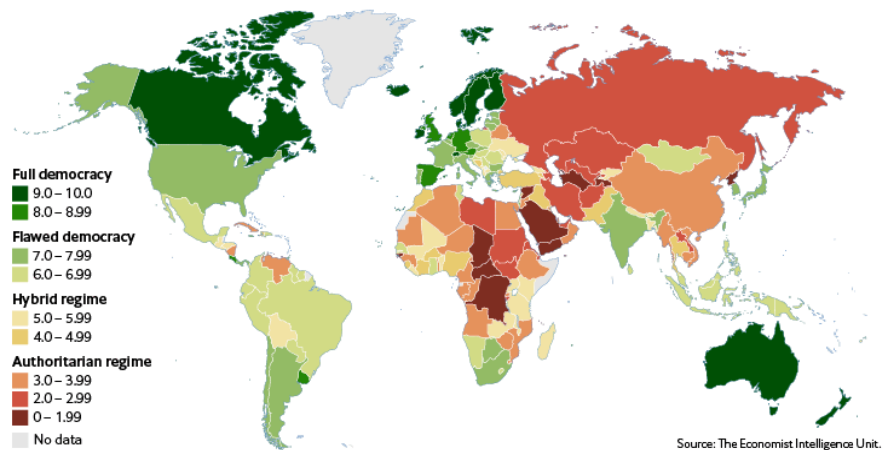 Full democracy
9.0 – 10.0
8.0 – 8.99
Flawed democracy
7.0 – 7.99
6.0 – 6.99
Hybrid regime
5.0 – 5.99
4.0 – 4.99
Authoritarian regime
3.0 – 3.99
2.0 – 2.99
0 – 1.99
No data
Source: The Economist Intelligence Unit.